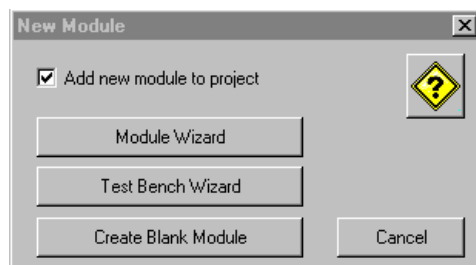 New Module
Add new module to project
?
Module Wizard
Test Bench Wizard
Create Blank Module
Cancel